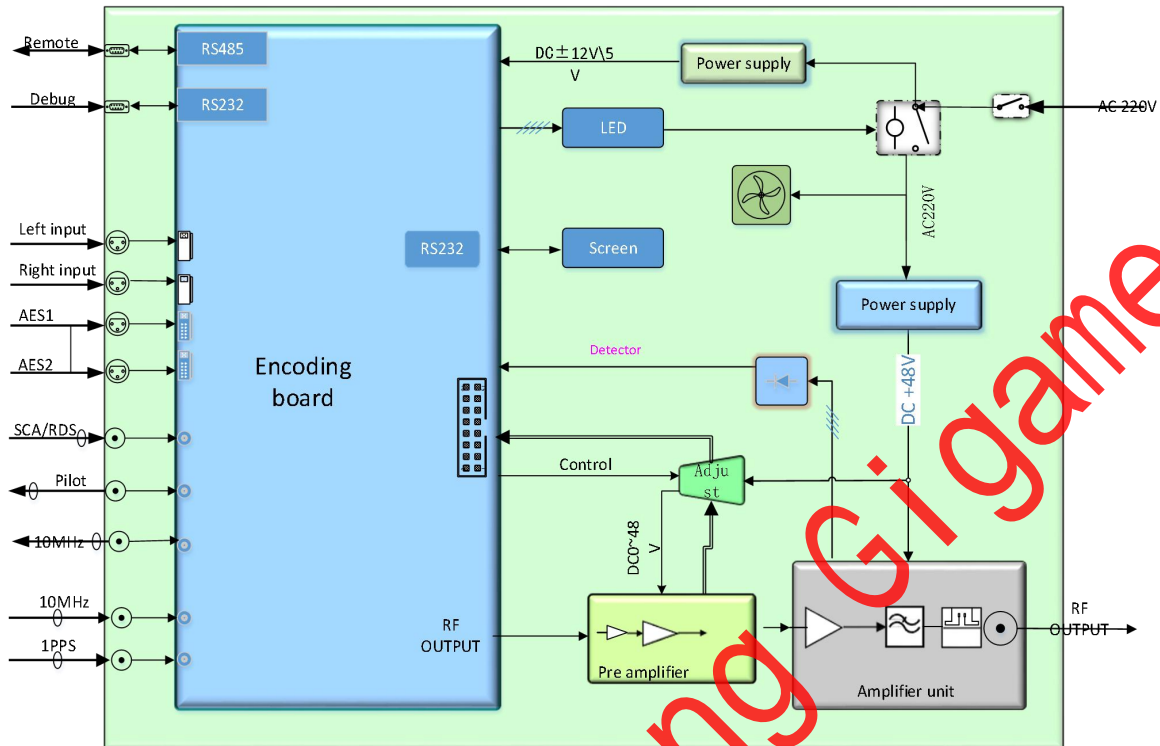 Remote
RS485
DC±12V\5
V
Power supply
Debug
RS232
LED
AC 220V
AC220V
Left input
RS232
Screen
Right input
Power supply
AES1
Detector
AES2
Encoding
board
DC +48V
SCA/RDS
Control
Adju
st
Pilot
DC0~48
V
10MHz
10MHz
RF
OUTPUT
RF
OUTPUT
1PPS
Pre amplifier
Amplifier unit
ng Gigame